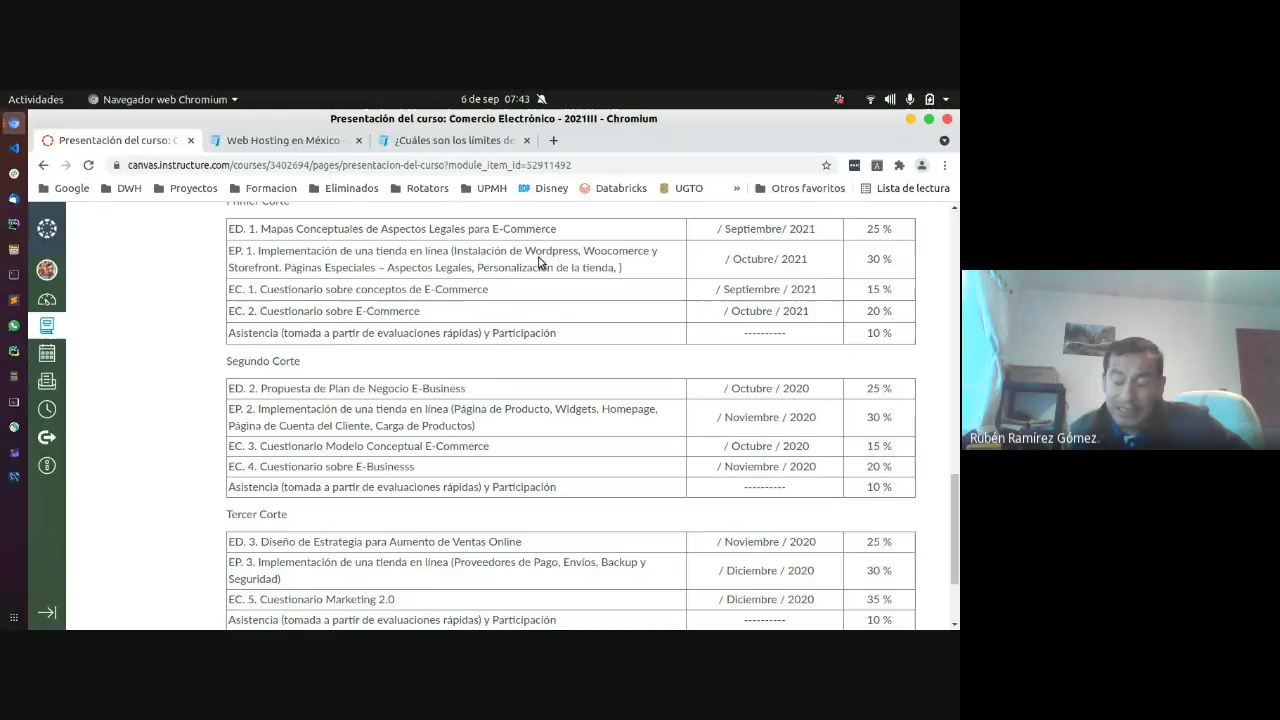 Actividades
Navegador web Chromium
6 de sep 07:43
Presentación del curso: Comercio Electrónico - 2021III - Chromium
Presentación del curso: C
Web Hosting en México -
¿Cuáles son los límites de
canvas.instructure.com/courses/3402694/pages/presentacion-del-curso?module_item_id=52911492
Google DWH Proyectos Formacion Eliminados Rotators UPMH Disney Databricks UGTO » Otros favoritos Lista de lectura
Primer Corte
ED. 1. Mapas Conceptuales de Aspectos Legales para E-Commerce / Septiembre/ 2021 25 %
EP. 1. Implementación de una tienda en línea (Instalación de Wordpress, Woocomerce y
Storefront. Páginas Especiales – Aspectos Legales, Personalización de la tienda, ) / Octubre/ 2021 30 %
EC. 1. Cuestionario sobre conceptos de E-Commerce / Septiembre / 2021 15 %
EC. 2. Cuestionario sobre E-Commerce / Octubre / 2021 20 %
Asistencia (tomada a partir de evaluaciones rápidas) y Participación ---------- 10 %
Segundo Corte
ED. 2. Propuesta de Plan de Negocio E-Business / Octubre / 2020 25 %
EP. 2. Implementación de una tienda en línea (Página de Producto, Widgets, Homepage,
Página de Cuenta del Cliente, Carga de Productos) / Noviembre / 2020 30 %
EC. 3. Cuestionario Modelo Conceptual E-Commerce / Octubre / 2020 15 %
EC. 4. Cuestionario sobre E-Businesss / Noviembre / 2020 20 %
Asistencia (tomada a partir de evaluaciones rápidas) y Participación ---------- 10 %
Tercer Corte
ED. 3. Diseño de Estrategia para Aumento de Ventas Online / Noviembre / 2020 25 %
EP. 3. Implementación de una tienda en línea (Proveedores de Pago, Envíos, Backup y
Seguridad) / Diciembre / 2020 30 %
EC. 5. Cuestionario Marketing 2.0 / Diciembre / 2020 35 %
Asistencia (tomada a partir de evaluaciones rápidas) y Participación ---------- 10 %
Rubén Ramírez Gómez